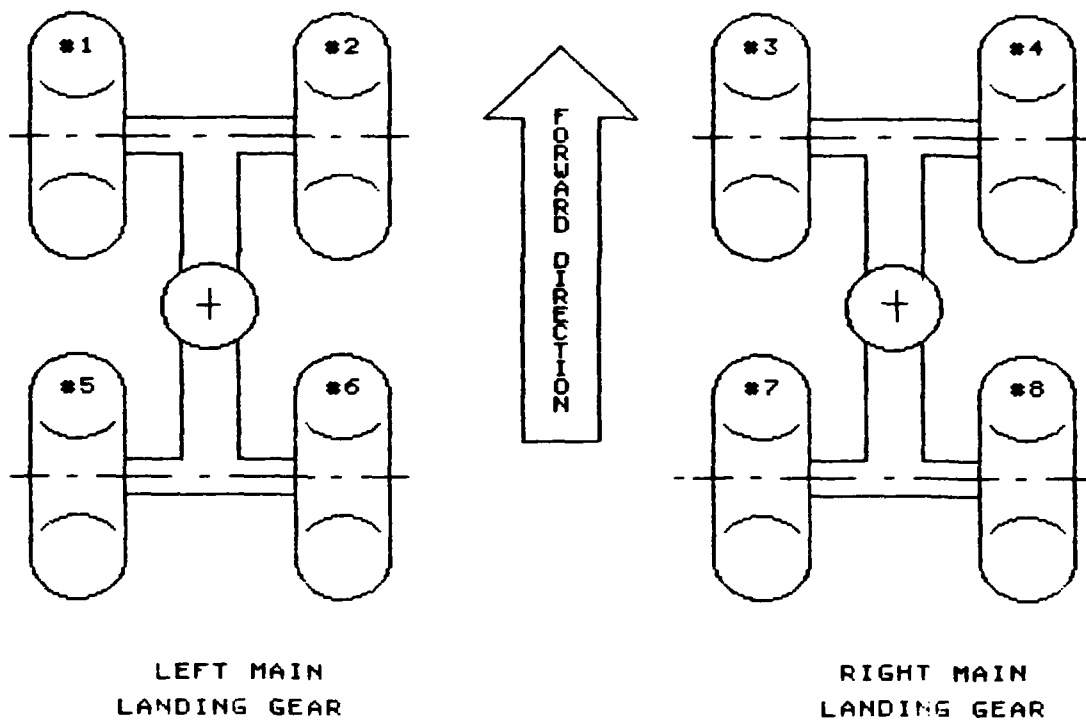 #1 #2 #3 #4
FORWARD DIRECTION
#5 #6 #7 #8
LEFT MAIN
LANDING GEAR
RIGHT MAIN
LANDING GEAR